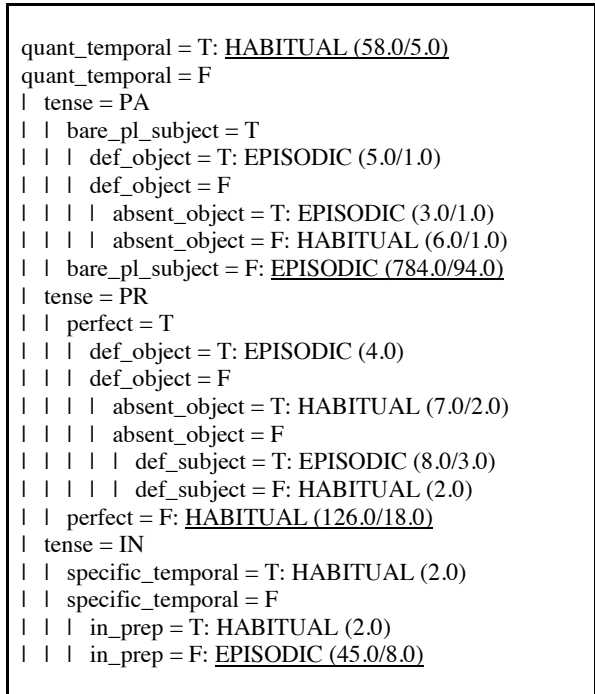 quant_temporal = T: HABITUAL (58.0/5.0)
quant_temporal = F
| tense = PA
| | bare_pl_subject = T
| | | def_object = T: EPISODIC (5.0/1.0)
| | | def_object = F
| | | | absent_object = T: EPISODIC (3.0/1.0)
| | | | absent_object = F: HABITUAL (6.0/1.0)
| | bare_pl_subject = F: EPISODIC (784.0/94.0)
| tense = PR
| | perfect = T
| | | def_object = T: EPISODIC (4.0)
| | | def_object = F
| | | | absent_object = T: HABITUAL (7.0/2.0)
| | | | absent_object = F
| | | | | def_subject = T: EPISODIC (8.0/3.0)
| | | | | def_subject = F: HABITUAL (2.0)
| | perfect = F: HABITUAL (126.0/18.0)
| tense = IN
| | specific_temporal = T: HABITUAL (2.0)
| | specific_temporal = F
| | | in_prep = T: HABITUAL (2.0)
| | | in_prep = F: EPISODIC (45.0/8.0)